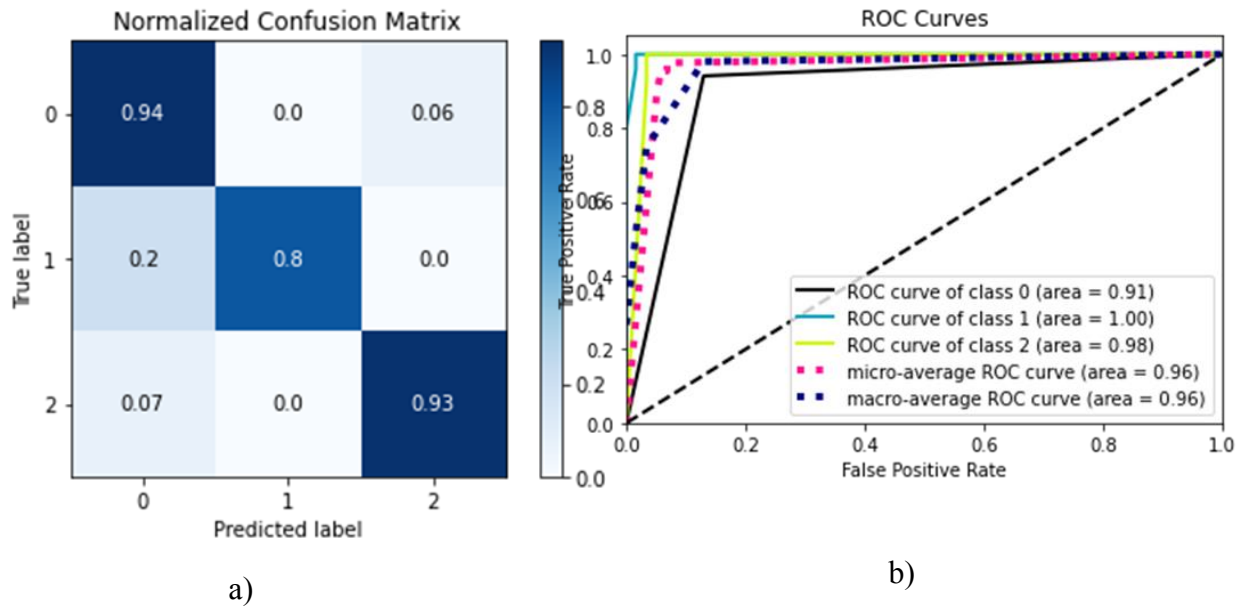 Normalized Confusion Matrix
True label
0
1
2
0.94
0.0
0.06
0.2
0.8
0.0
0.07
0.0
0.93
0
1
2
Predicted label
0.8
0.6
0.4
0.2
0.0
a)
ROC Curves
True Positive Rate
1.0
0.8
0.6
0.4
0.2
0.0
ROC curve of class 0 (area = 0.91)
ROC curve of class 1 (area = 1.00)
ROC curve of class 2 (area = 0.98)
micro-average ROC curve (area = 0.96)
macro-average ROC curve (area = 0.96)
0.0
0.2
0.4
0.6
0.8
1.0
False Positive Rate
b)